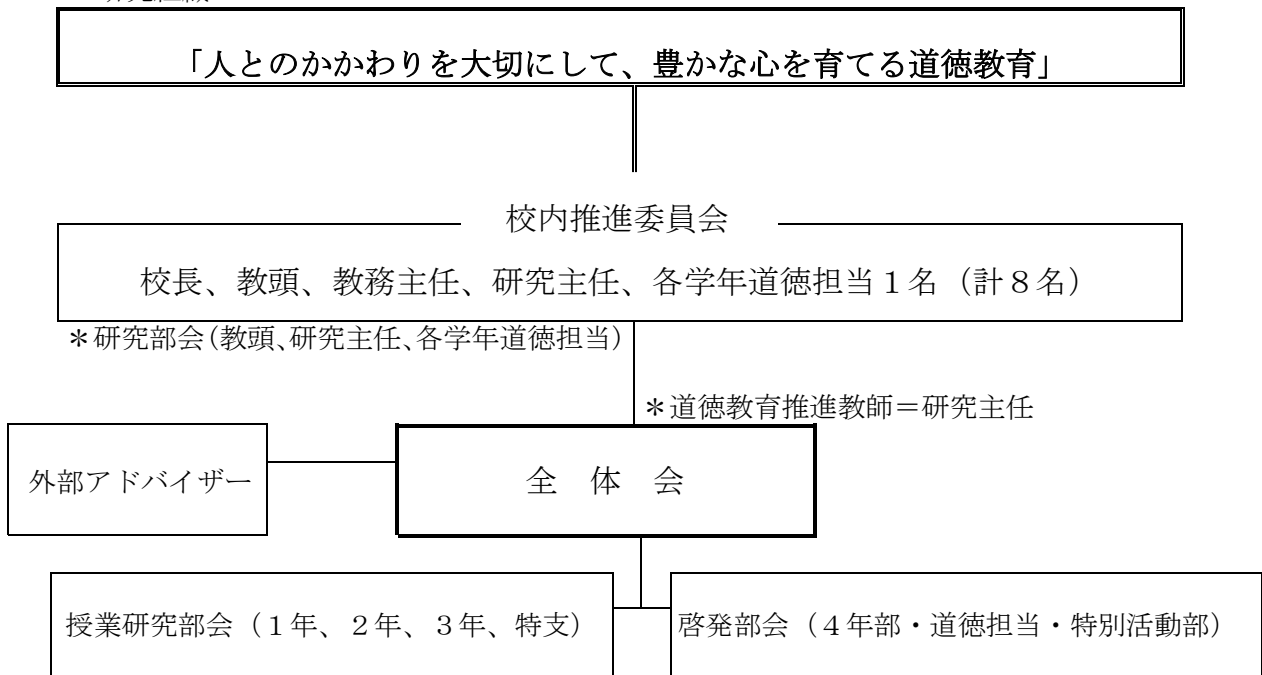 「人とのかかわりを大切にして、豊かな心を育てる道徳教育」
校内推進委員会
校長、教頭、教務主任、研究主任、各学年道徳担当１名（計８名）
＊研究部会(教頭、研究主任、各学年道徳担当)
＊道徳教育推進教師＝研究主任
外部アドバイザー
全　体　会
授業研究部会（１年、２年、３年、特支）
啓発部会（４年部・道徳担当・特別活動部）